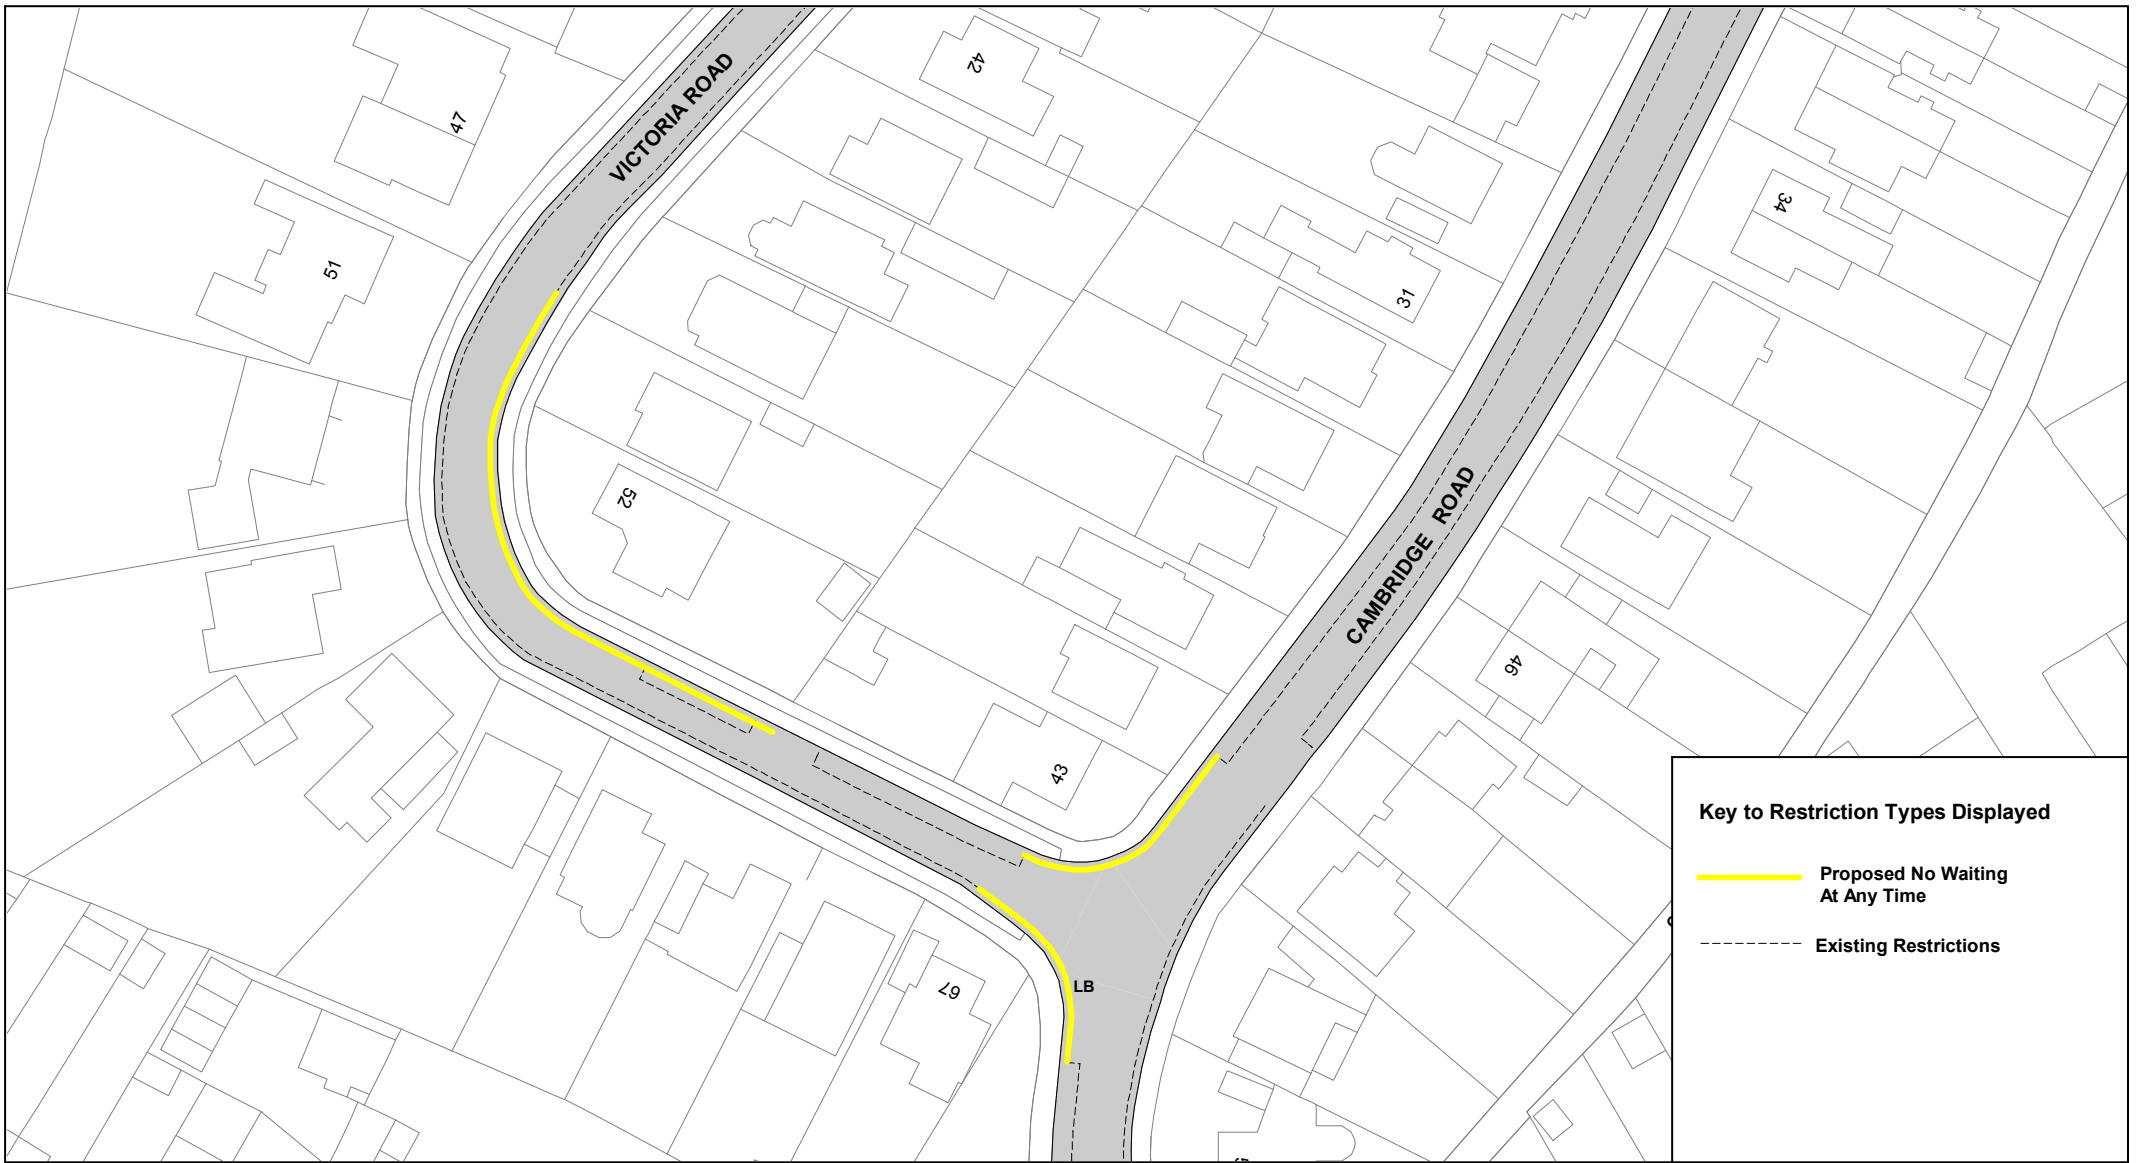 VICTORIA ROAD
42
47
34
51
31
52
CAMBRIDGE ROAD
46
43
67
LB
Key to Restriction Types Displayed
Proposed No Waiting
At Any Time
Existing Restrictions